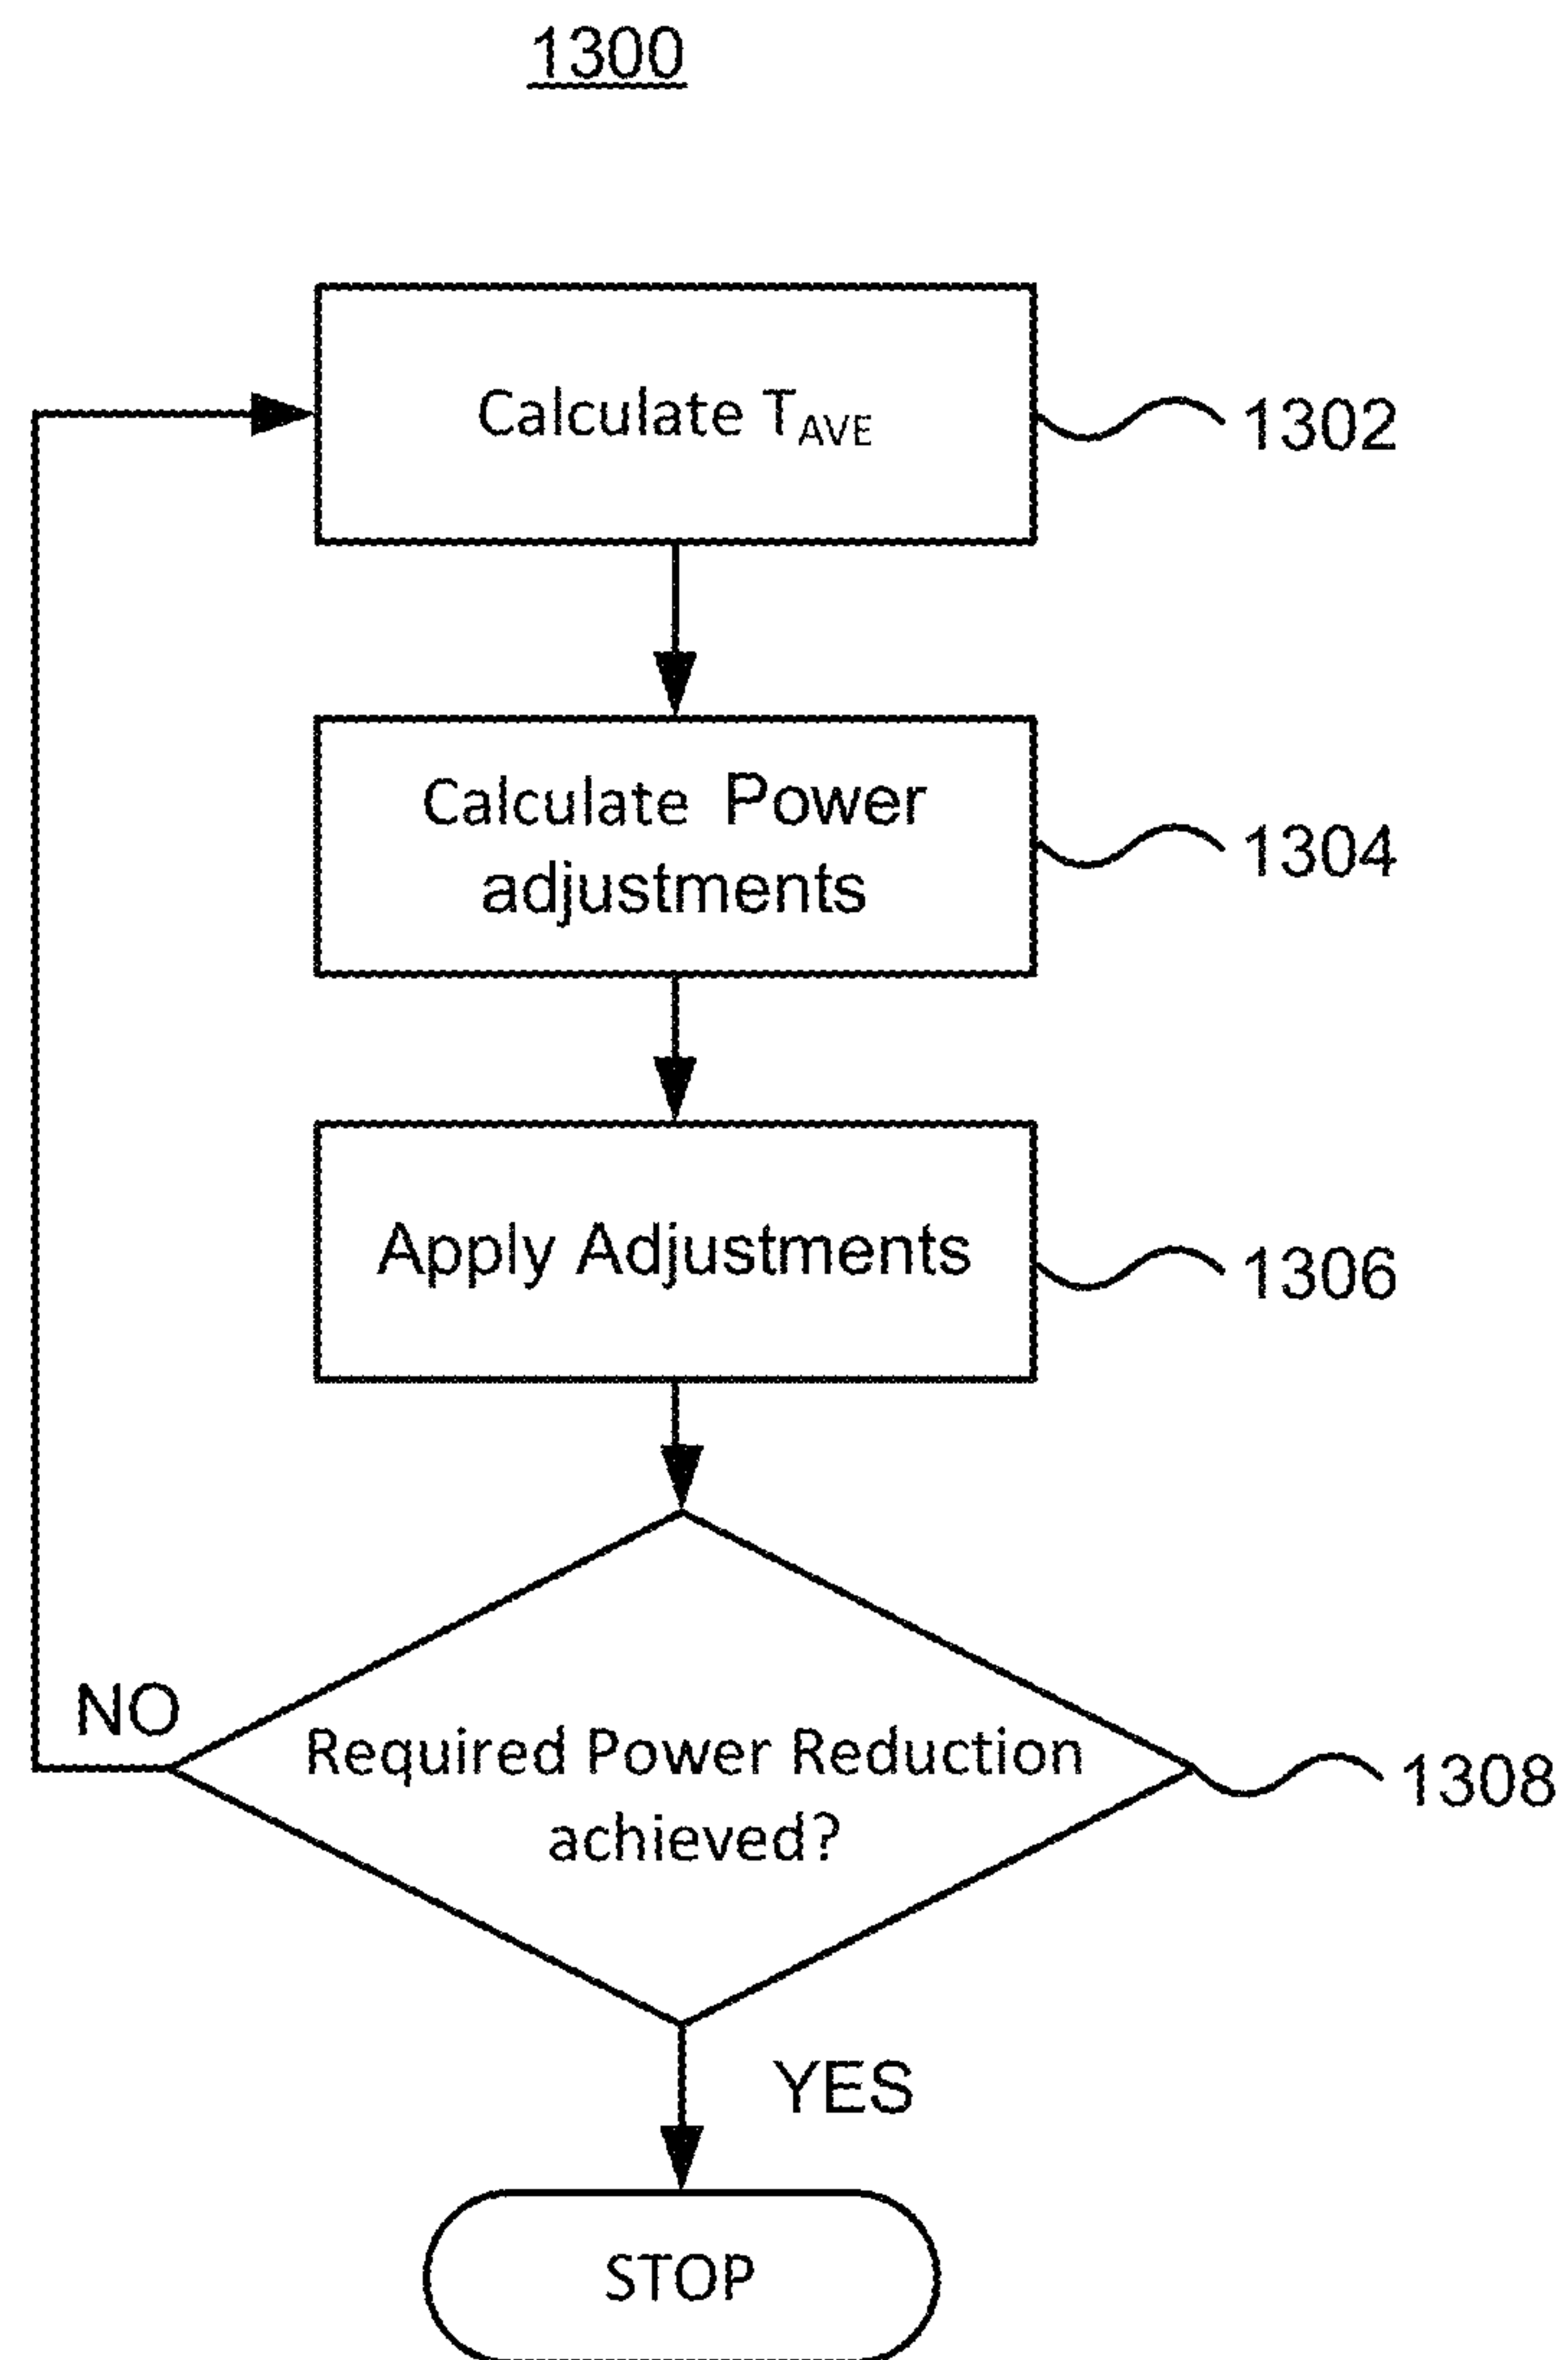 1300
Calculate TAVE
1302
Calculate Power
adjustments
1304
Apply Adjustments
1306
NO
Required Power Reduction
achieved?
1308
YES
STOP